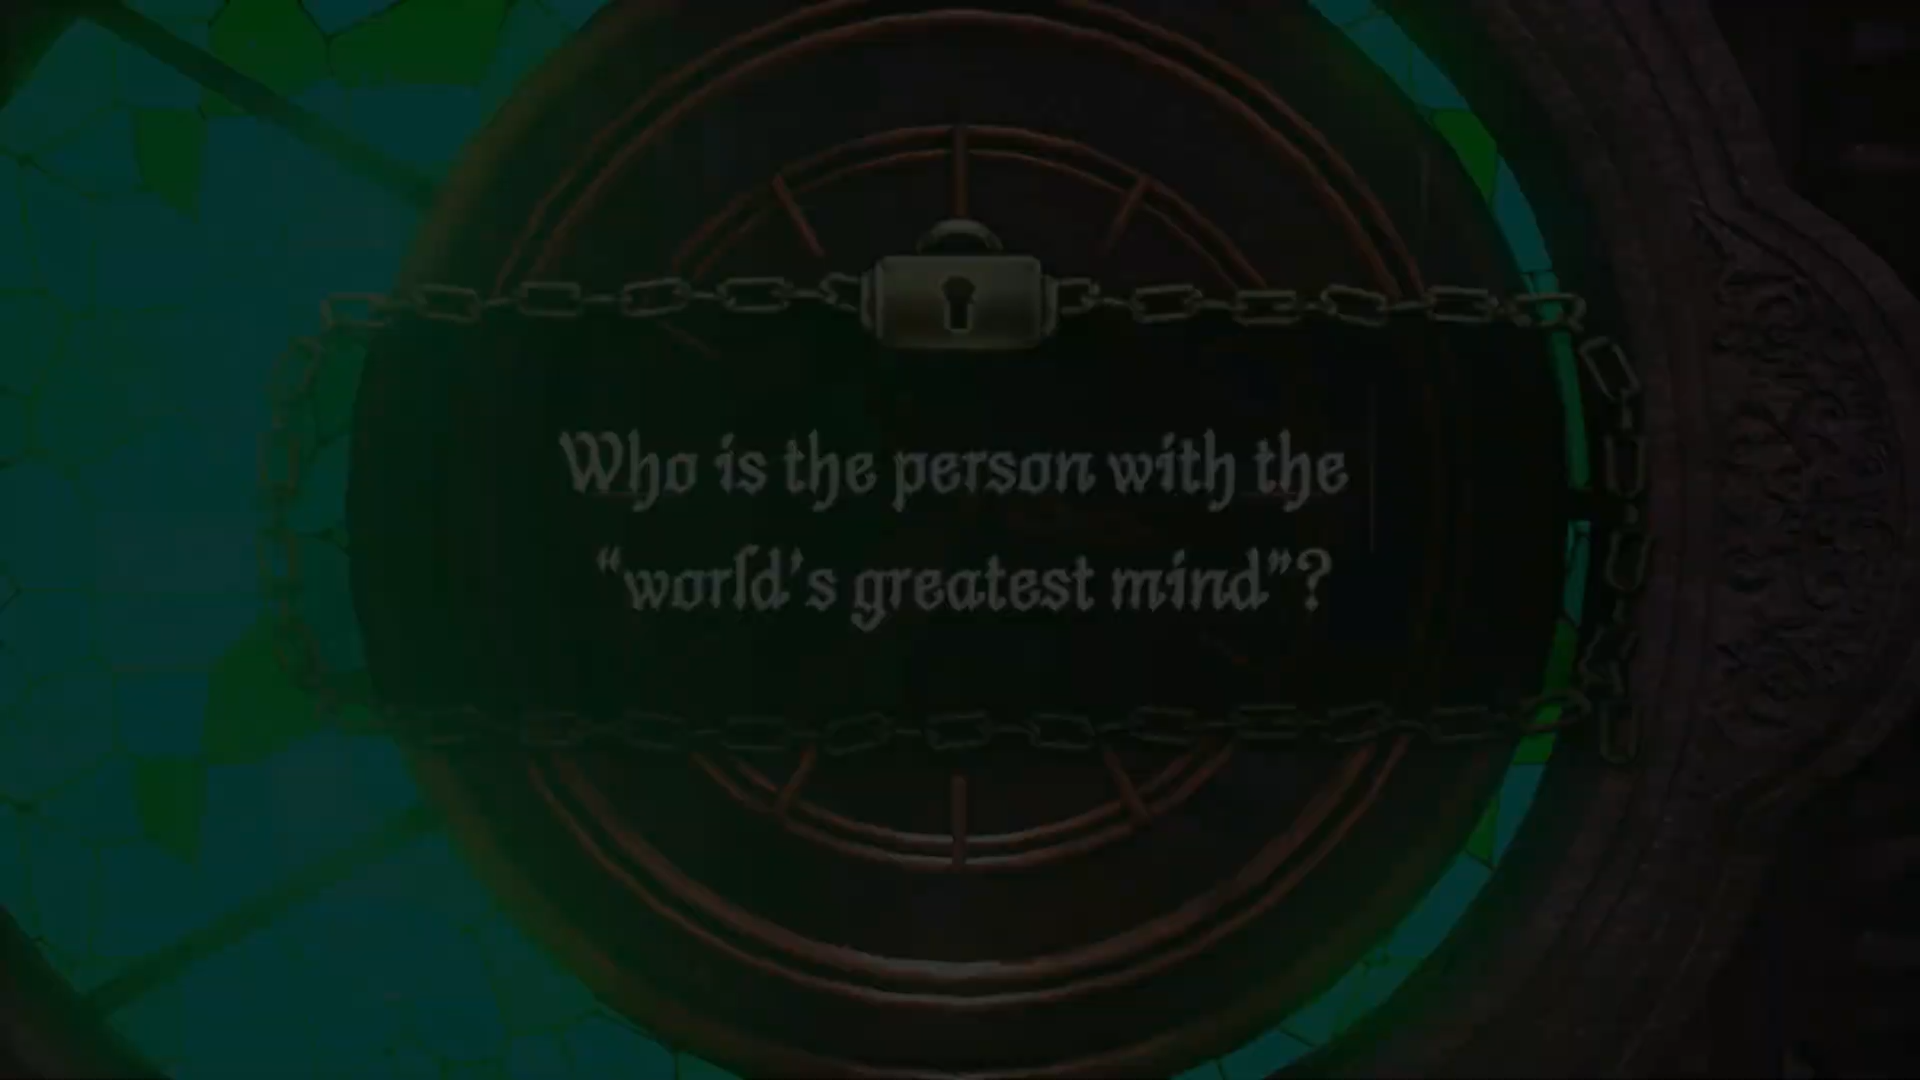 Who is the person with the
“world's greatest mind”?